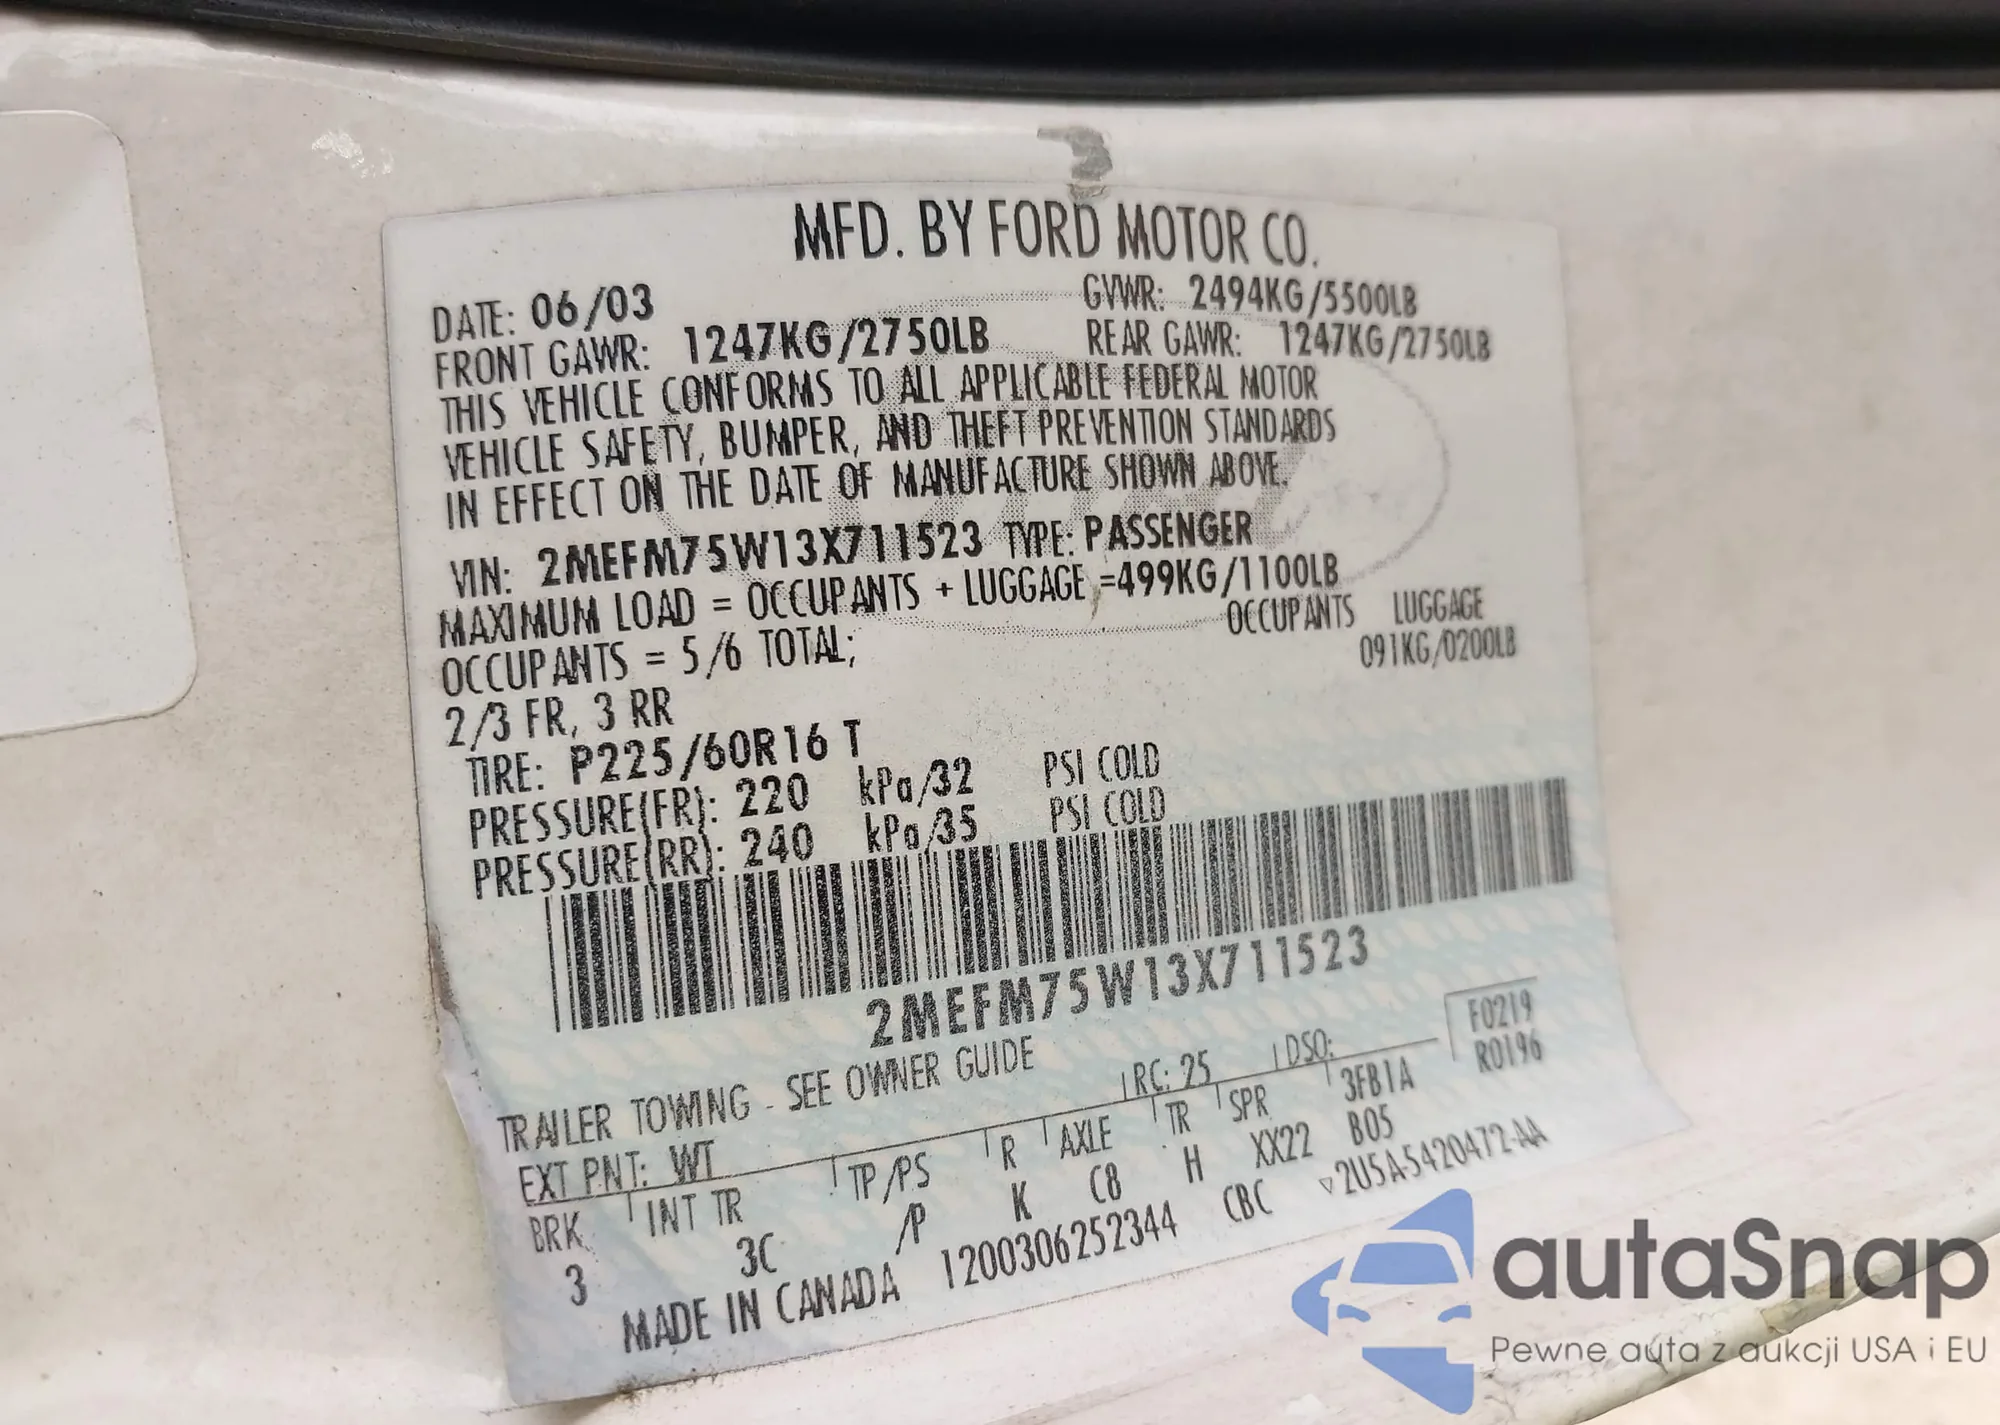 MFD. BY FORD MOTOR CO.
DATE: 06/03 GVWR: 2494KG/5500LB
FRONT GAWR: 1247KG/2750LB REAR GAWR: 1247KG/2750LB
THIS VEHICLE CONFORMS TO ALL APPLICABLE FEDERAL MOTOR
VEHICLE SAFETY, BUMPER, AND THEFT PREVENTION STANDARDS
IN EFFECT ON THE DATE OF MANUFACTURE SHOWN ABOVE.
VIN: 2MEFM75W13X711523 TYPE: PASSENGER
MAXIMUM LOAD = OCCUPANTS + LUGGAGE =499KG/1100LB
OCCUPANTS = 5/6 TOTAL; OCCUPANTS LUGGAGE
2/3 FR, 3 RR 091KG/0200LB
TIRE: P225/60R16 T
PRESSURE(FR): 220 kPa/32 PSI COLD
PRESSURE(RR): 240 kPa/35 PSI COLD
2MEFM75W13X711523
TRAILER TOWING - SEE OWNER GUIDE
EXT PNT: WT RC: 25 DSO: F0219
R0196
BRK INT TR TP/PS R AXLE TR SPR 3FB1A
3 3C /P K C8 H XX22 B05
MADE IN CANADA 1200306252344 CBC ▽2U5A-5420472-AA
autaSnap
Pewne auta z aukcji USA i EU